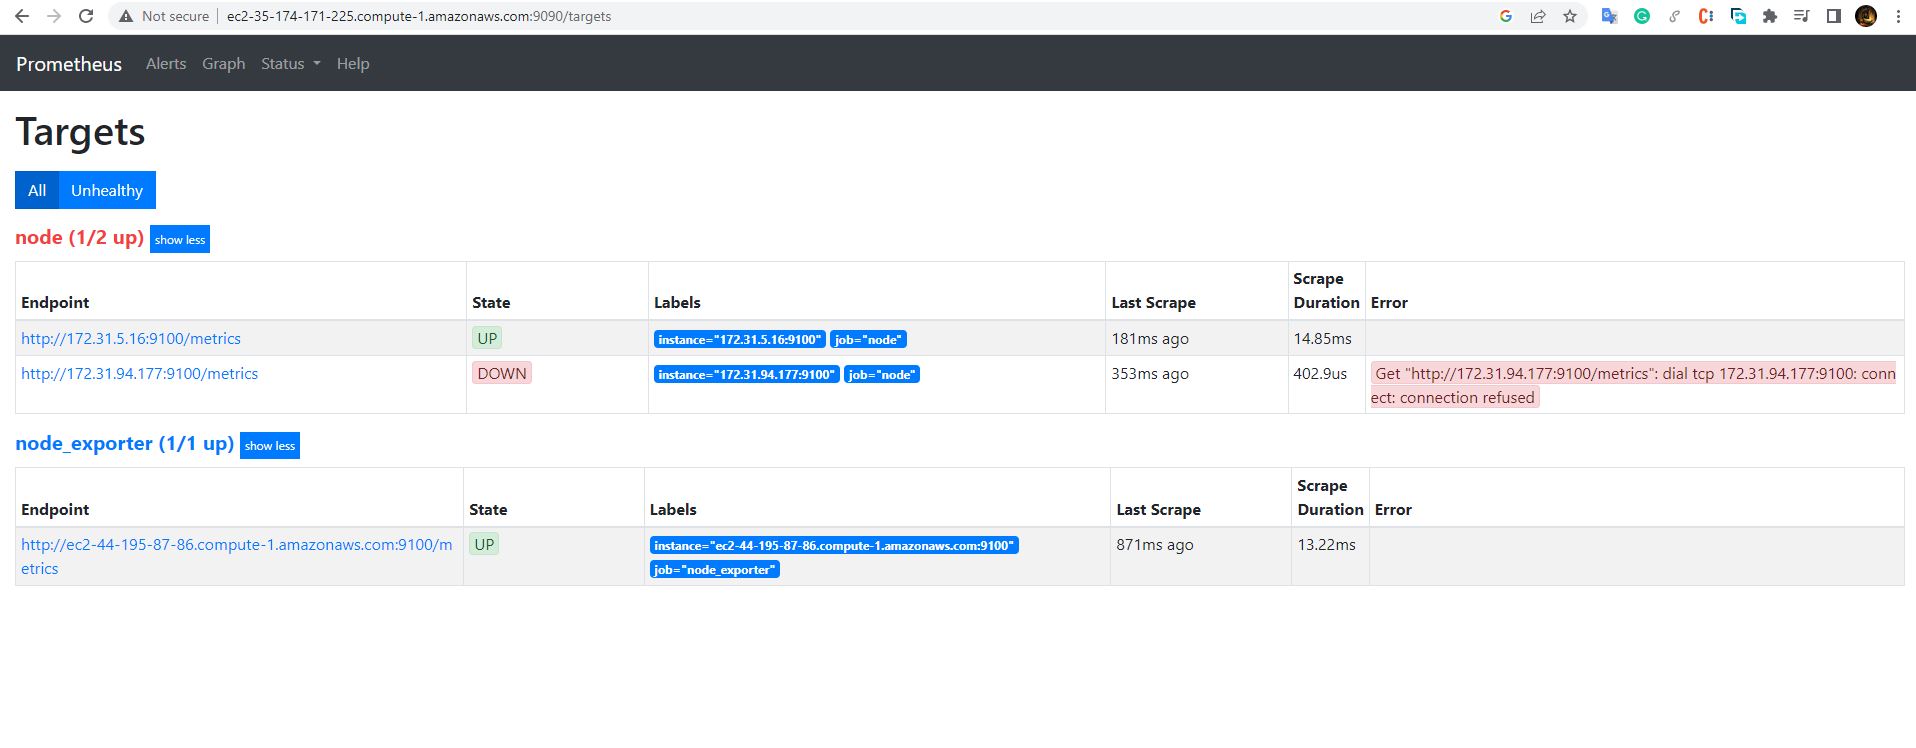 Not secure ec2-35-174-171-225.compute-1.amazonaws.com:9090/targets
Prometheus Alerts Graph Status Help
Targets
All Unhealthy
node (1/2 up) show less
Endpoint State Labels Last Scrape Scrape Duration Error
http://172.31.5.16:9100/metrics UP instance="172.31.5.16:9100" job="node" 181ms ago 14.85ms
http://172.31.94.177:9100/metrics DOWN instance="172.31.94.177:9100" job="node" 353ms ago 402.9us Get "http://172.31.94.177:9100/metrics": dial tcp 172.31.94.177:9100: conn
ect: connection refused
node_exporter (1/1 up) show less
Endpoint State Labels Last Scrape Scrape Duration Error
http://ec2-44-195-87-86.compute-1.amazonaws.com:9100/m UP instance="ec2-44-195-87-86.compute-1.amazonaws.com:9100" 871ms ago 13.22ms
etrics job="node_exporter"